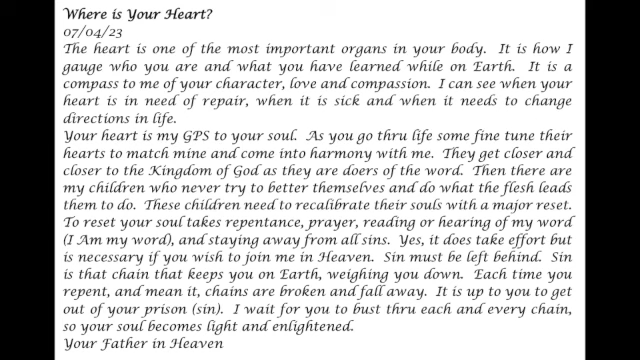 Where is Your Heart?
07/04/23
The heart is one of the most important organs in your body. It is how I
gauge who you are and what you have learned while on Earth. It is a
compass to me of your character, love and compassion. I can see when your
heart is in need of repair, when it is sick and when it needs to change
directions in life.
Your heart is my GPS to your soul. As you go thru life some fine tune their
hearts to match mine and come into harmony with me. They get closer and
closer to the Kingdom of God as they are doers of the word. Then there are
my children who never try to better themselves and do what the flesh leads
them to do. These children need to recalibrate their souls with a major reset.
To reset your soul takes repentance, prayer, reading or hearing of my word
(I Am my word), and staying away from all sins. Yes, it does take effort but
is necessary if you wish to join me in Heaven. Sin must be left behind. Sin
is that chain that keeps you on Earth, weighing you down. Each time you
repent, and mean it, chains are broken and fall away. It is up to you to get
out of your prison (sin). I wait for you to bust thru each and every chain,
so your soul becomes light and enlightened.
Your Father in Heaven